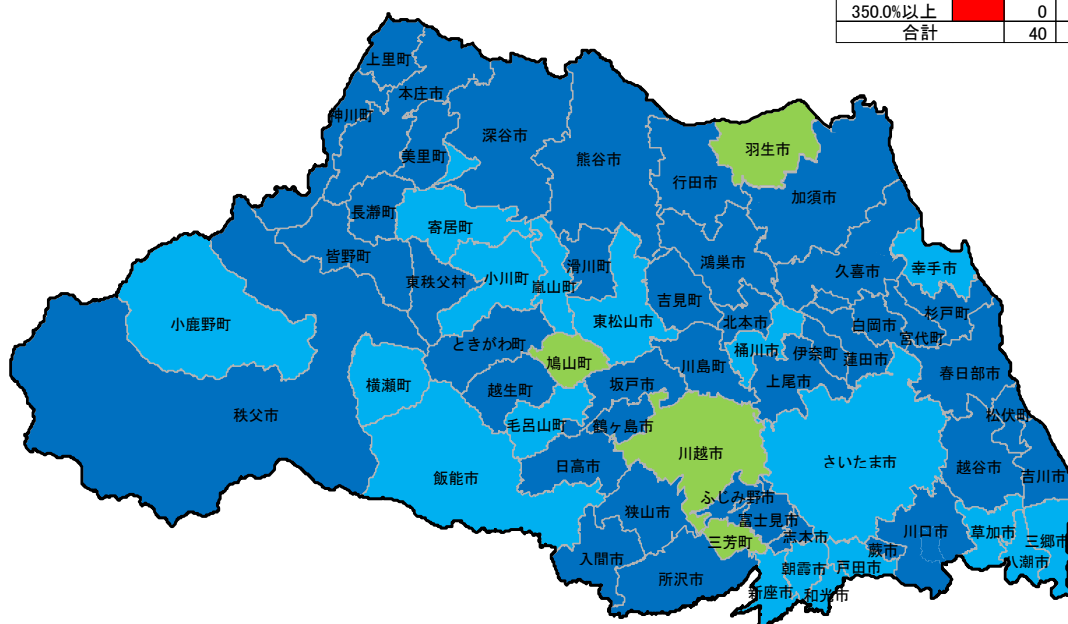 350.0%以上 0
合計 40
上里町
本庄市
神川町
美里町
深谷市
熊谷市
羽生市
行田市
加須市
長瀞町
寄居町
皆野町
東秩父村
小川町
嵐山町
滑川町
鴻巣市
久喜市
幸手市
吉見町
小鹿野町
東松山市
北本市
白岡市
杉戸町
宮代町
ときがわ町
鳩山町
桶川市
伊奈町
蓮田市
横瀬町
越生町
坂戸市
川島町
上尾市
春日部市
秩父市
毛呂山町
鶴ヶ島市
松伏町
日高市
川越市
さいたま市
越谷市
吉川市
飯能市
ふじみ野市
狭山市
富士見市
志木市
川口市
草加市
三郷市
入間市
三芳町
蕨市
八潮市
所沢市
朝霞市
戸田市
新座市
和光市